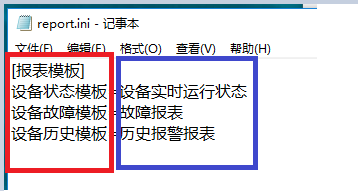 report.ini - 记事本
文件(F) 编辑(E) 格式(O) 查看(V) 帮助(H)
[报表模板]
设备状态模板=设备实时运行状态
设备故障模板=故障报表
设备历史模板=历史报警报表